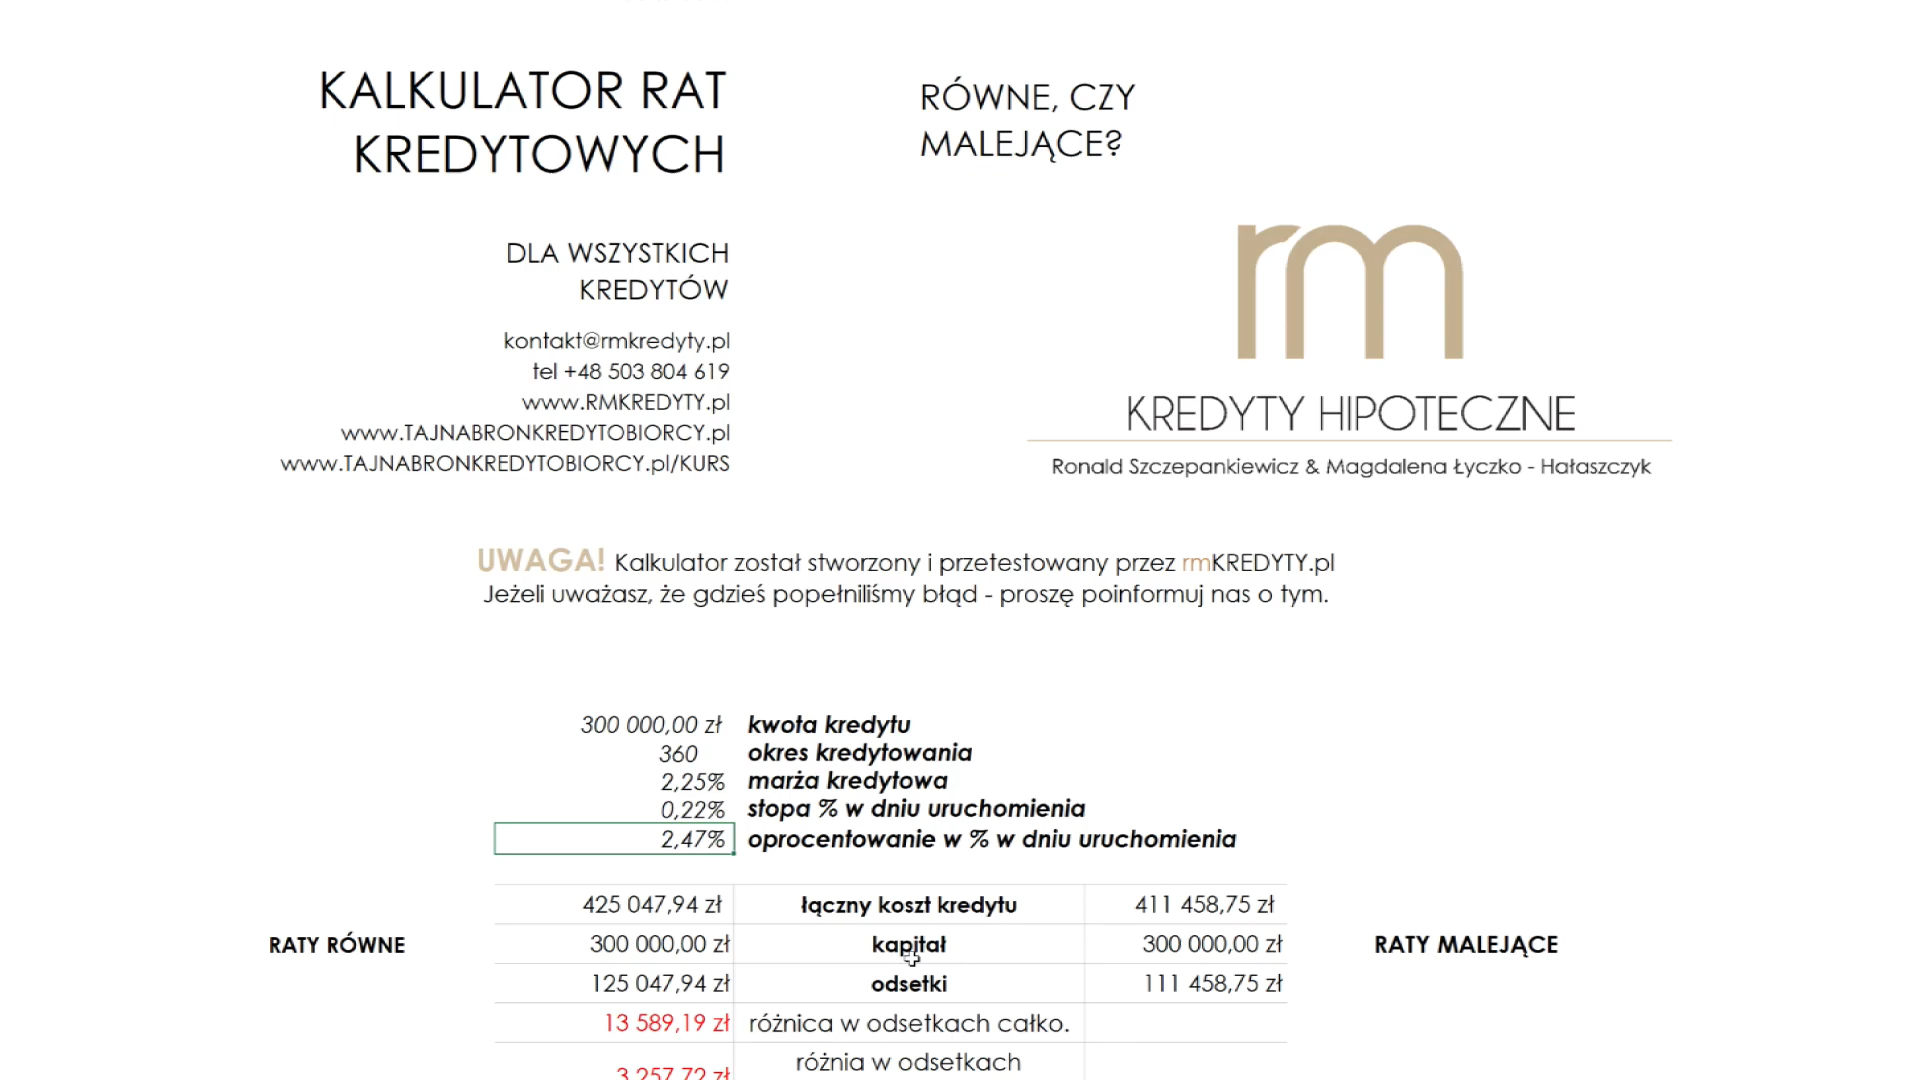 KALKULATOR RAT
KREDYTOWYCH
RÓWNE, CZY
MALEJĄCE?
DLA WSZYSTKICH
KREDYTÓW
kontakt@rmkredyty.pl
tel +48 503 804 619
www.RMKREDYTY.pl
www.TAJNABRONKREDYTOBIORCY.pl
www.TAJNABRONKREDYTOBIORCY.pl/KURS
rm
KREDYTY HIPOTECZNE
Ronald Szczepankiewicz & Magdalena Łyczko - Hałaszczyk
UWAGA! Kalkulator został stworzony i przetestowany przez rmKREDYTY.pl
Jeżeli uważasz, że gdzieś popełniliśmy błąd - proszę poinformuj nas o tym.
300 000,00 zł kwota kredytu
360 okres kredytowania
2,25% marża kredytowa
0,22% stopa % w dniu uruchomienia
2,47% oprocentowanie w % w dniu uruchomienia
425 047,94 zł łączny koszt kredytu 411 458,75 zł
RATY RÓWNE 300 000,00 zł kapitał 300 000,00 zł RATY MALEJĄCE
125 047,94 zł odsetki 111 458,75 zł
13 589,19 zł różnica w odsetkach całko.
różnia w odsetkach
3 257,72 zł